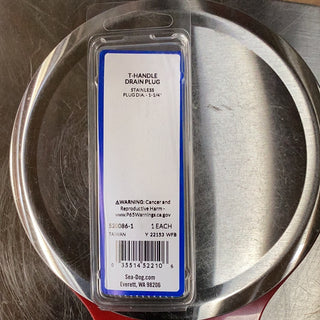 T-HANDLE
DRAIN PLUG
STAINLESS
PLUG DIA. - 1-1/4"
⚠WARNING: Cancer and
Reproductive Harm -
www.P65Warnings.ca.gov
520086-1 1 EACH
TAIWAN Y 22153 WFB
0 35514 52210 6
Sea-Dog.com
Everett, WA 98206